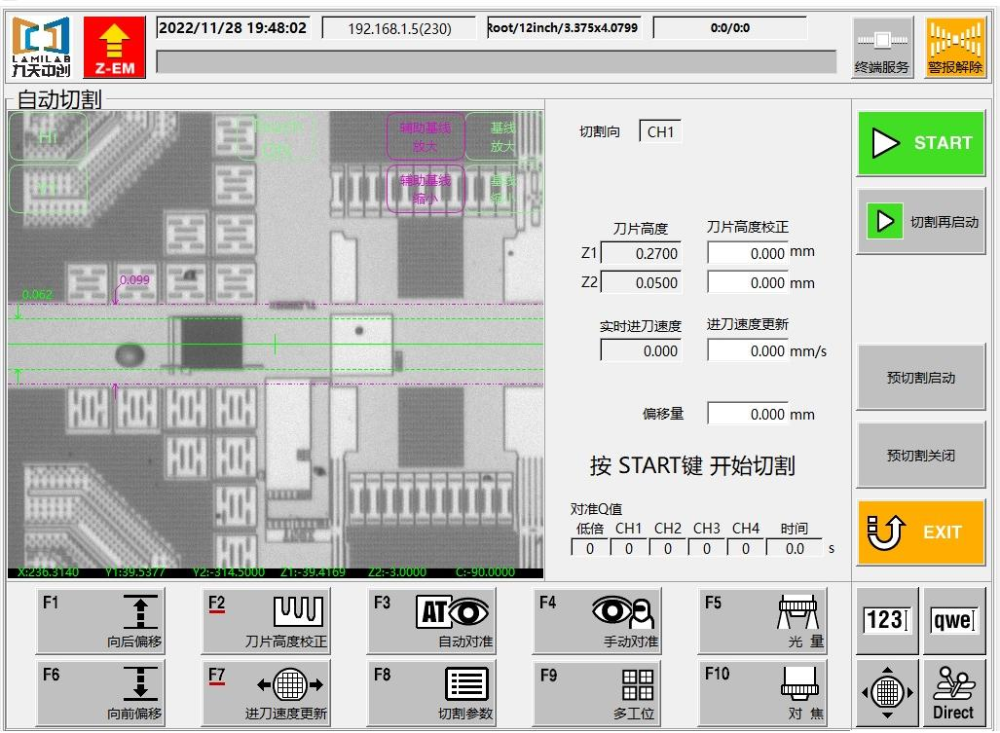 LAMILAB
九天中创
Z-EM
2022/11/28 19:48:02
192.168.1.5(230)
Root/12inch/3.375x4.0799
0:0/0:0
终端服务
警报解除
自动切割
Hi
辅助基线
放大
基线
放大
辅助基线
缩小
基线
缩小
0.099
0.062
X:236.3140 Y1:39.5377 Y2:-314.5000 Z1:-39.4169 Z2:-3.0000 C:-90.0000
切割向 CH1
刀片高度 刀片高度校正
Z1 0.2700 0.000 mm
Z2 0.0500 0.000 mm
实时进刀速度 进刀速度更新
0.000 0.000 mm/s
偏移量 0.000 mm
按 START键 开始切割
对准Q值
低倍 CH1 CH2 CH3 CH4 时间
0 0 0 0 0 0.0 s
START
切割再启动
预切割启动
预切割关闭
EXIT
F1 向后偏移
F2 刀片高度校正
F3 AT 自动对准
F4 手动对准
F5 光 量
F6 向前偏移
F7 进刀速度更新
F8 切割参数
F9 多工位
F10 对 焦
123
qwe
Direct